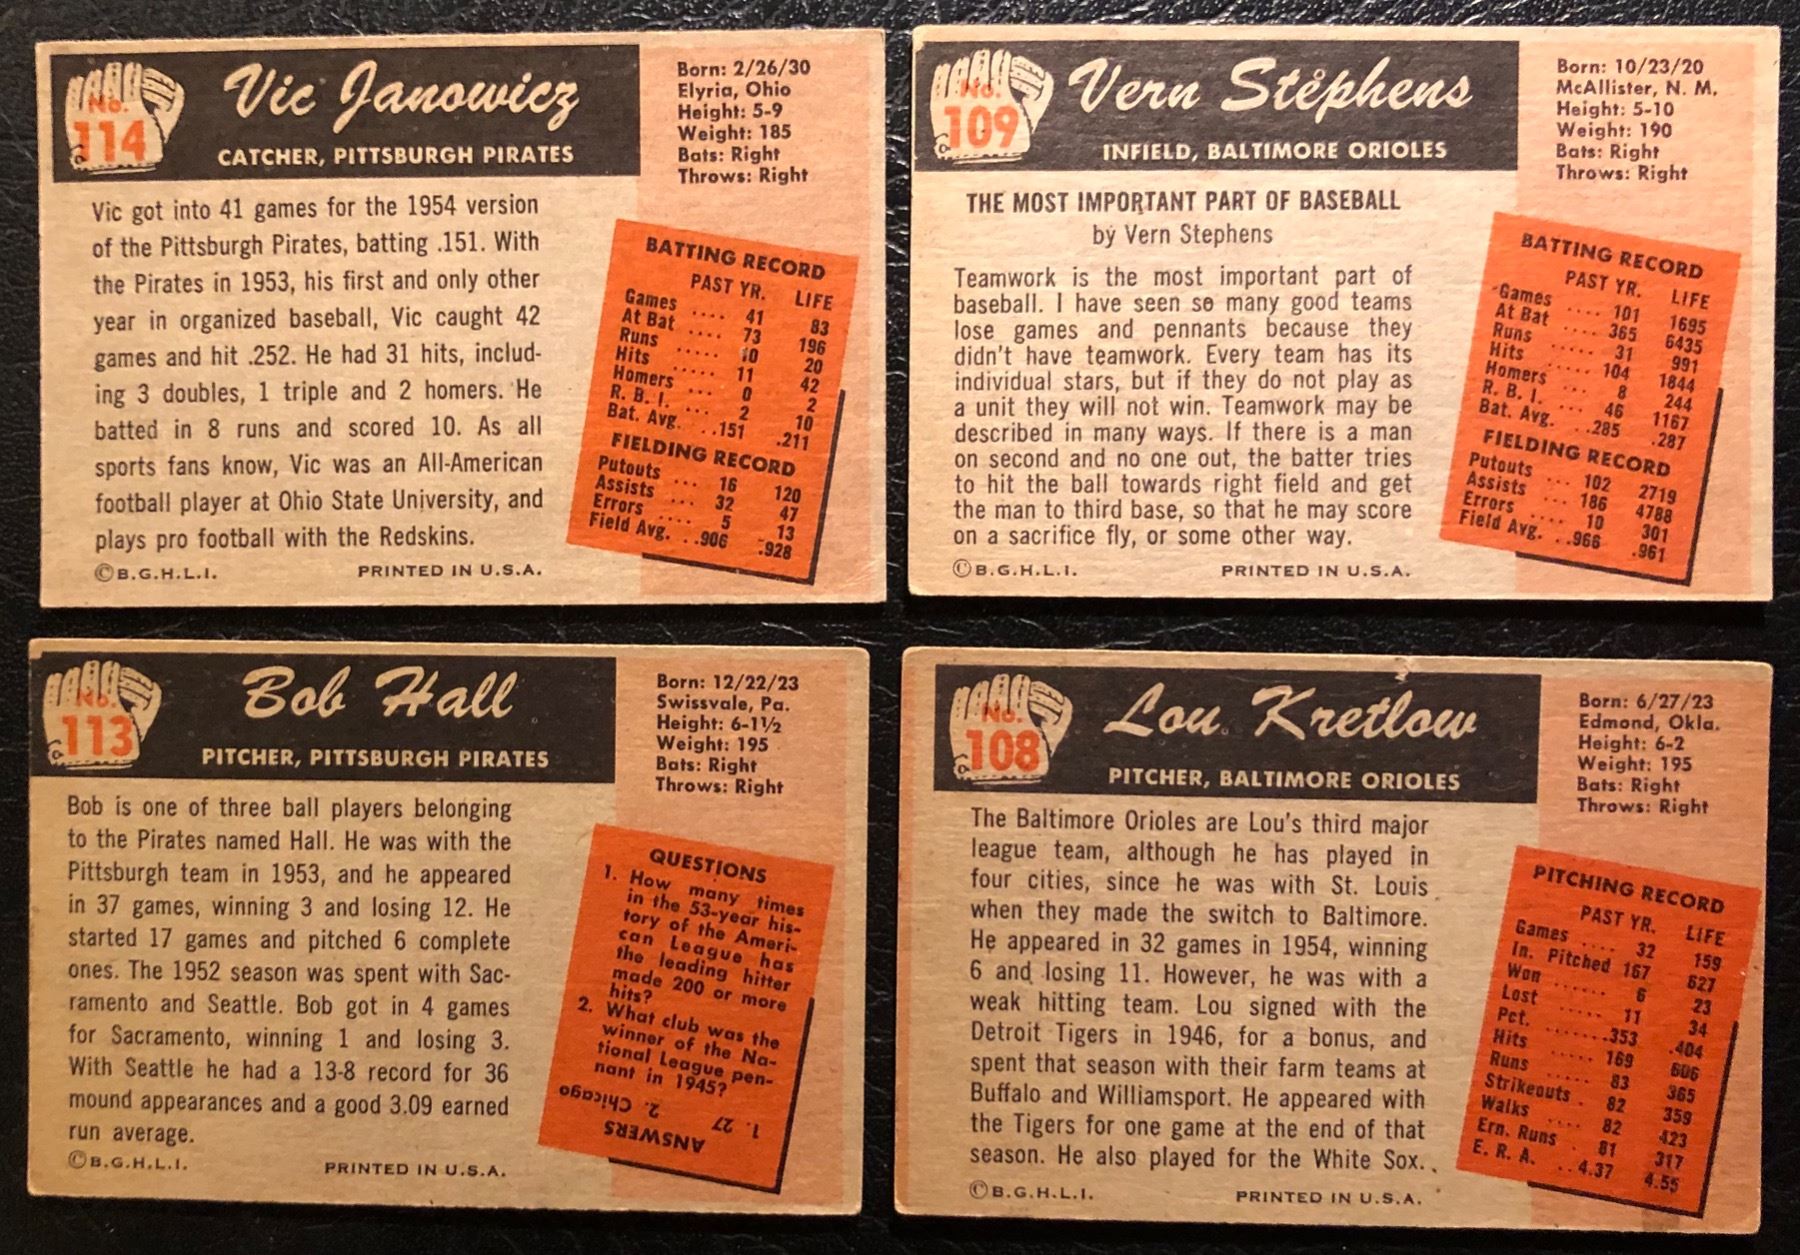 No.
114
Vic Janowicz
CATCHER, PITTSBURGH PIRATES
Born: 2/26/30
Elyria, Ohio
Height: 5-9
Weight: 185
Bats: Right
Throws: Right
Vic got into 41 games for the 1954 version
of the Pittsburgh Pirates, batting .151. With
the Pirates in 1953, his first and only other
year in organized baseball, Vic caught 42
games and hit .252. He had 31 hits, includ-
ing 3 doubles, 1 triple and 2 homers. He
batted in 8 runs and scored 10. As all
sports fans know, Vic was an All-American
football player at Ohio State University, and
plays pro football with the Redskins.
BATTING RECORD
PAST YR. LIFE
Games .... 41 83
At Bat .... 73 196
Runs ..... 10 20
Hits ..... 11 42
Homers .... 0 2
R. B. I. ... 2 10
Bat. Avg. ..151 .211
FIELDING RECORD
Putouts ... 16 120
Assists ... 32 47
Errors .... 5 13
Field Avg. ..906 .928
©B.G.H.L.I. PRINTED IN U.S.A.
No.
109
Vern Stephens
INFIELD, BALTIMORE ORIOLES
Born: 10/23/20
McAllister, N. M.
Height: 5-10
Weight: 190
Bats: Right
Throws: Right
THE MOST IMPORTANT PART OF BASEBALL
by Vern Stephens
Teamwork is the most important part of
baseball. I have seen so many good teams
lose games and pennants because they
didn't have teamwork. Every team has its
individual stars, but if they do not play as
a unit they will not win. Teamwork may be
described in many ways. If there is a man
on second and no one out, the batter tries
to hit the ball towards right field and get
the man to third base, so that he may score
on a sacrifice fly, or some other way.
BATTING RECORD
PAST YR. LIFE
Games .... 101 1695
At Bat .... 365 6435
Runs ..... 31 991
Hits ..... 104 1844
Homers ... 8 244
R. B. I. ... 46 1167
Bat. Avg. ..285 .287
FIELDING RECORD
Putouts ... 102 2719
Assists ... 186 4788
Errors .... 10 301
Field Avg. ..966 .961
©B.G.H.L.I. PRINTED IN U.S.A.
No.
113
Bob Hall
PITCHER, PITTSBURGH PIRATES
Born: 12/22/23
Swissvale, Pa.
Height: 6-1½
Weight: 195
Bats: Right
Throws: Right
Bob is one of three ball players belonging
to the Pirates named Hall. He was with the
Pittsburgh team in 1953, and he appeared
in 37 games, winning 3 and losing 12. He
started 17 games and pitched 6 complete
ones. The 1952 season was spent with Sac-
ramento and Seattle. Bob got in 4 games
for Sacramento, winning 1 and losing 3.
With Seattle he had a 13-8 record for 36
mound appearances and a good 3.09 earned
run average.
QUESTIONS
1. How many times
in the 53-year his-
tory of the Ameri-
can League has
the leading hitter
made 200 or more
hits?
2. What club was the
winner of the Na-
tional League pen-
nant in 1945?
ANSWERS
1. 27 2. Chicago
©B.G.H.L.I. PRINTED IN U.S.A.
No.
108
Lou Kretlow
PITCHER, BALTIMORE ORIOLES
Born: 6/27/23
Edmond, Okla.
Height: 6-2
Weight: 195
Bats: Right
Throws: Right
The Baltimore Orioles are Lou's third major
league team, although he has played in
four cities, since he was with St. Louis
when they made the switch to Baltimore.
He appeared in 32 games in 1954, winning
6 and losing 11. However, he was with a
weak hitting team. Lou signed with the
Detroit Tigers in 1946, for a bonus, and
spent that season with their farm teams at
Buffalo and Williamsport. He appeared with
the Tigers for one game at the end of that
season. He also played for the White Sox.
PITCHING RECORD
PAST YR. LIFE
Games .... 32 159
In. Pitched 167 627
Won ...... 6 23
Lost ...... 11 34
Pct. .......353 .404
Hits ..... 169 606
Runs ..... 83 365
Strikeouts . 82 359
Walks .... 82 423
Ern. Runs . 81 317
E. R. A. ..4.37 4.55
©B.G.H.L.I. PRINTED IN U.S.A.